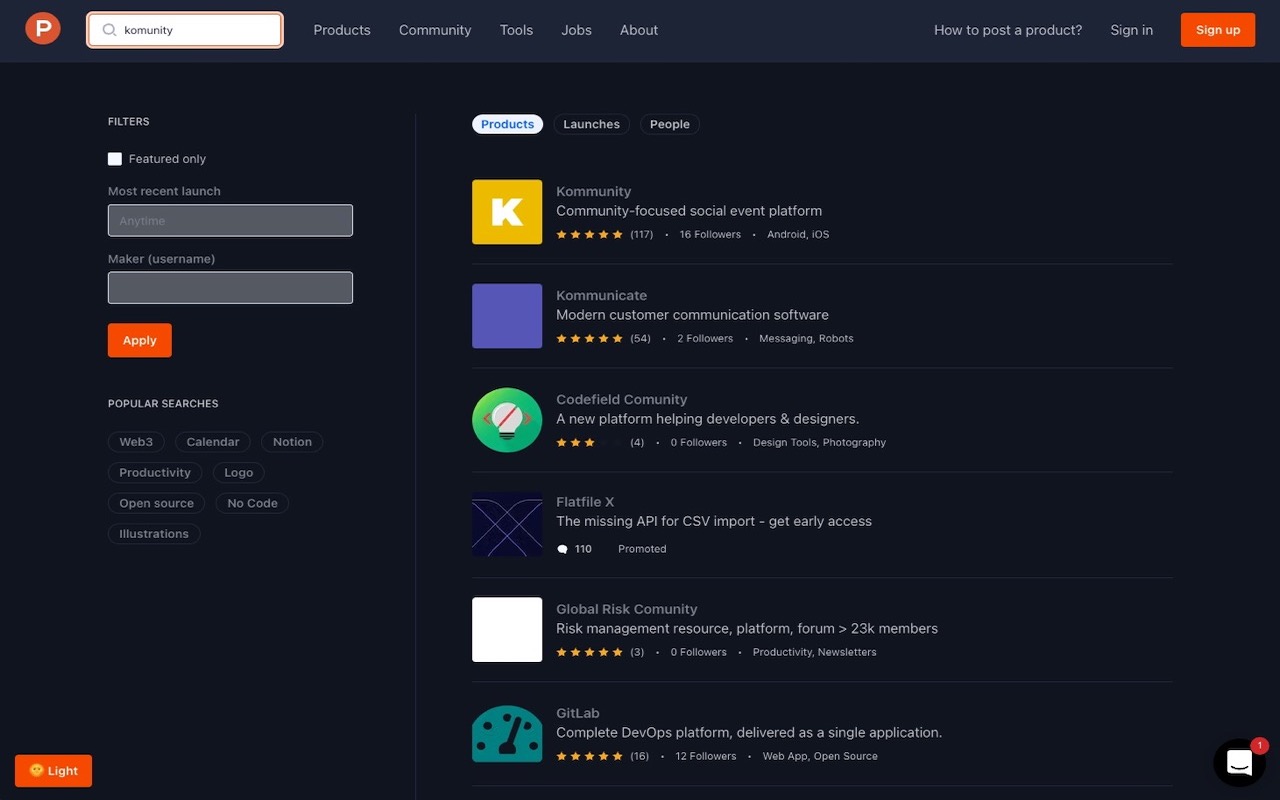 P
komunity
Products Community Tools Jobs About
How to post a product? Sign in Sign up
FILTERS
Featured only
Most recent launch
Anytime
Maker (username)
Apply
POPULAR SEARCHES
Web3 Calendar Notion
Productivity Logo
Open source No Code
Illustrations
Products Launches People
K
Kommunity
Community-focused social event platform
(117) • 16 Followers • Android, iOS
Kommunicate
Modern customer communication software
(54) • 2 Followers • Messaging, Robots
Codefield Comunity
A new platform helping developers & designers.
(4) • 0 Followers • Design Tools, Photography
Flatfile X
The missing API for CSV import - get early access
110 Promoted
Global Risk Comunity
Risk management resource, platform, forum > 23k members
(3) • 0 Followers • Productivity, Newsletters
GitLab
Complete DevOps platform, delivered as a single application.
(16) • 12 Followers • Web App, Open Source
🌞 Light
1